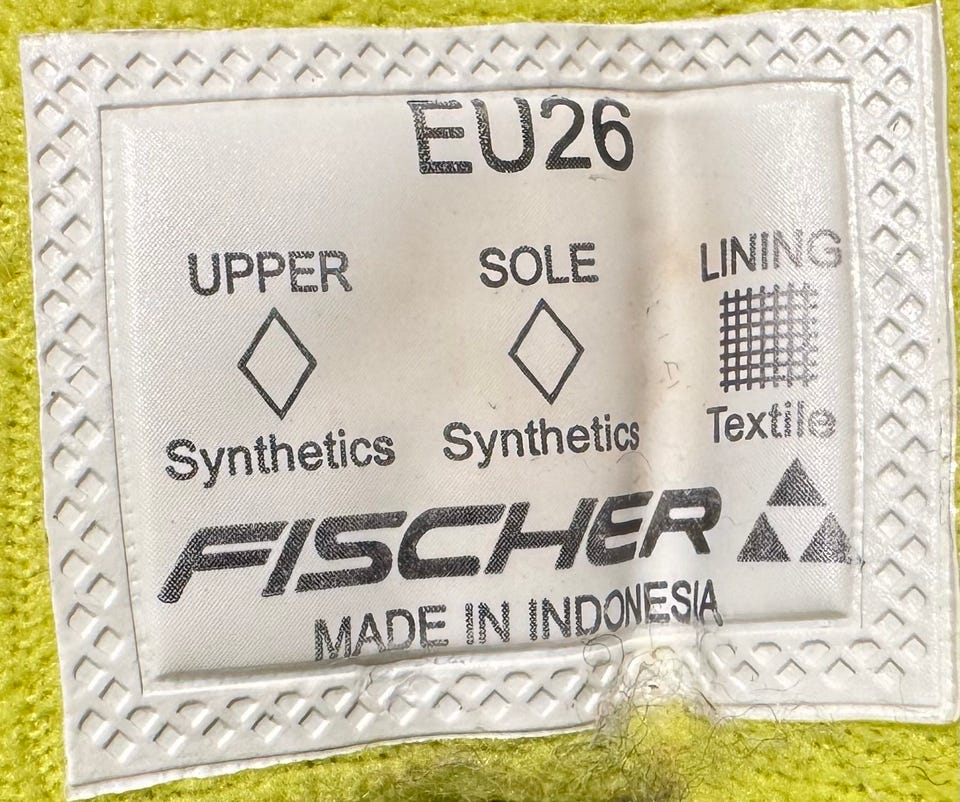 EU26
UPPER SOLE LINING
Synthetics Synthetics Textile
FISCHER
MADE IN INDONESIA